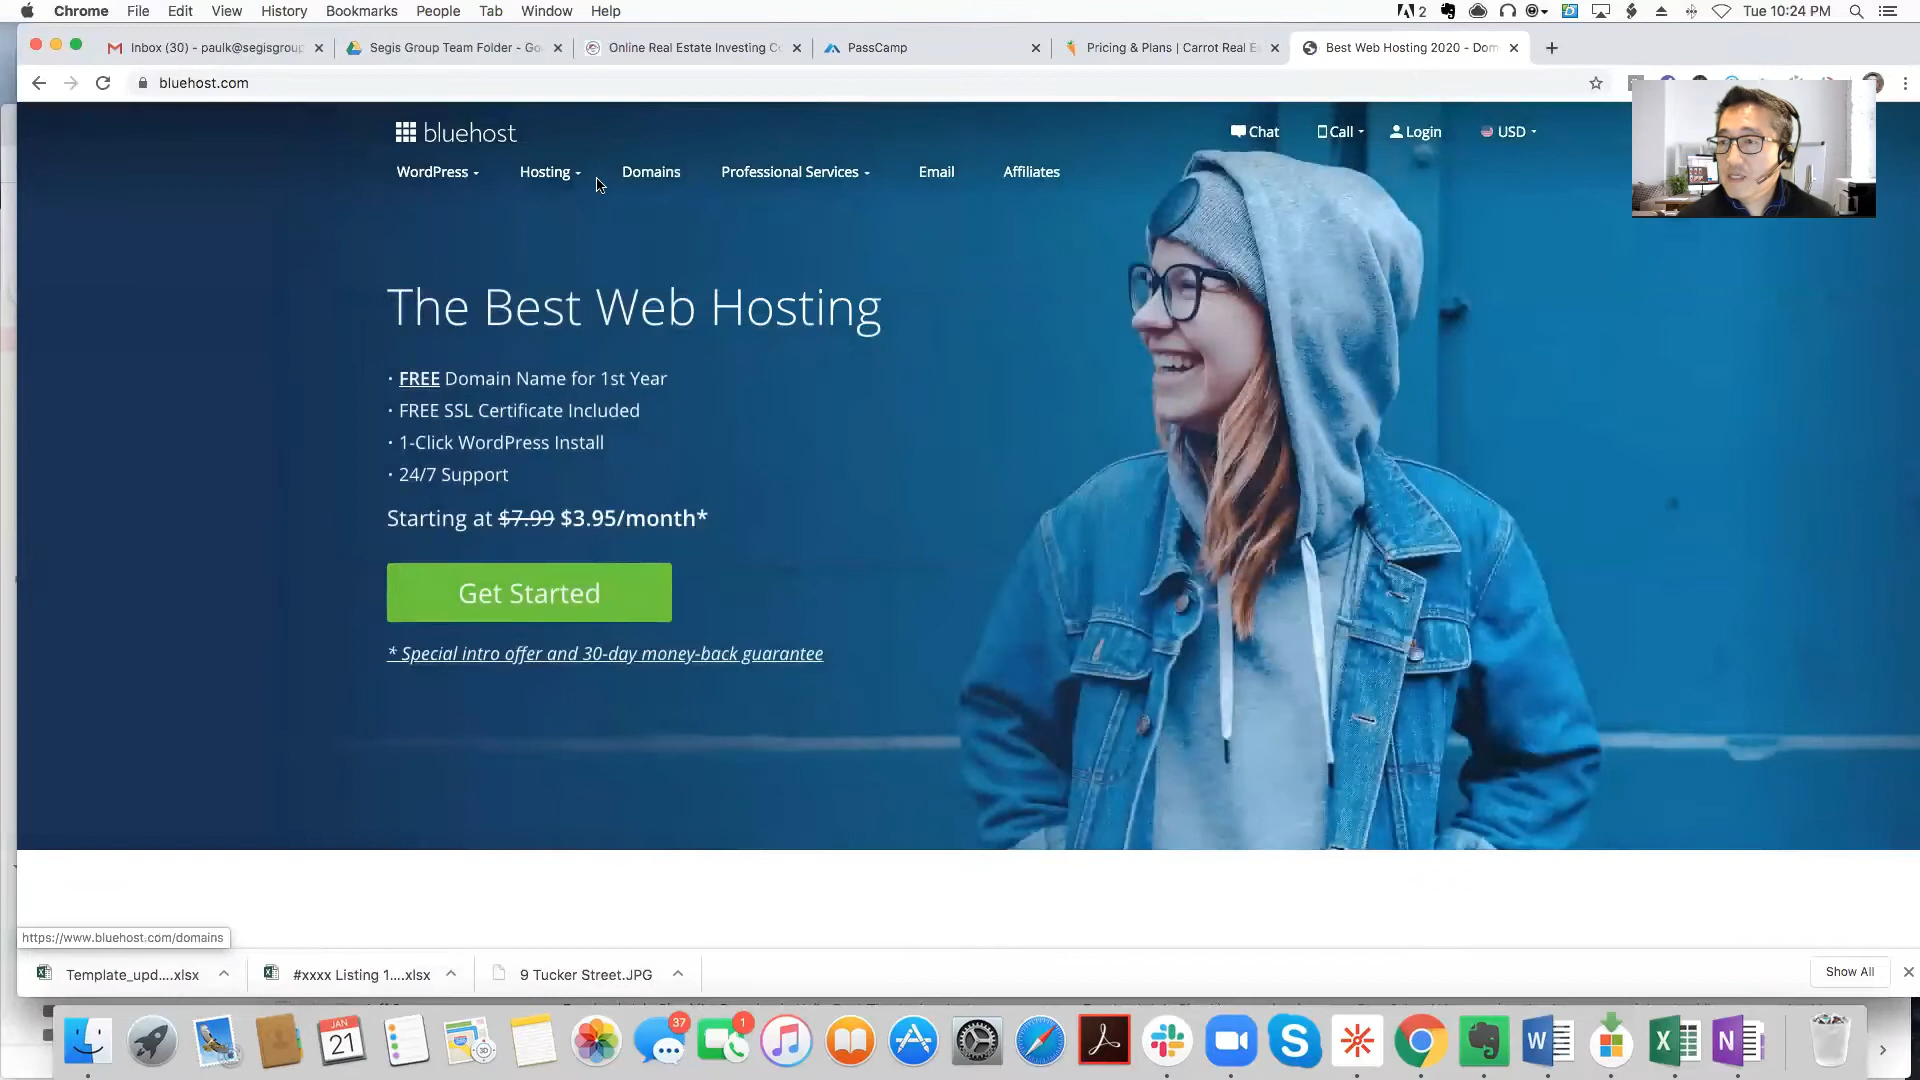 Chrome File Edit View History Bookmarks People Tab Window Help
2 Tue 10:24 PM
Inbox (30) - paulk@segisgroup
Segis Group Team Folder - Go
Online Real Estate Investing Co
PassCamp
Pricing & Plans | Carrot Real E
Best Web Hosting 2020 - Dom
bluehost.com
bluehost
Chat Call Login USD
WordPress Hosting Domains Professional Services Email Affiliates
The Best Web Hosting
· FREE Domain Name for 1st Year
· FREE SSL Certificate Included
· 1-Click WordPress Install
· 24/7 Support
Starting at $7.99 $3.95/month*
Get Started
* Special intro offer and 30-day money-back guarantee
https://www.bluehost.com/domains
Template_upd....xlsx
#xxxx Listing 1....xlsx
9 Tucker Street.JPG
Show All
JAN
21
3D
37
1